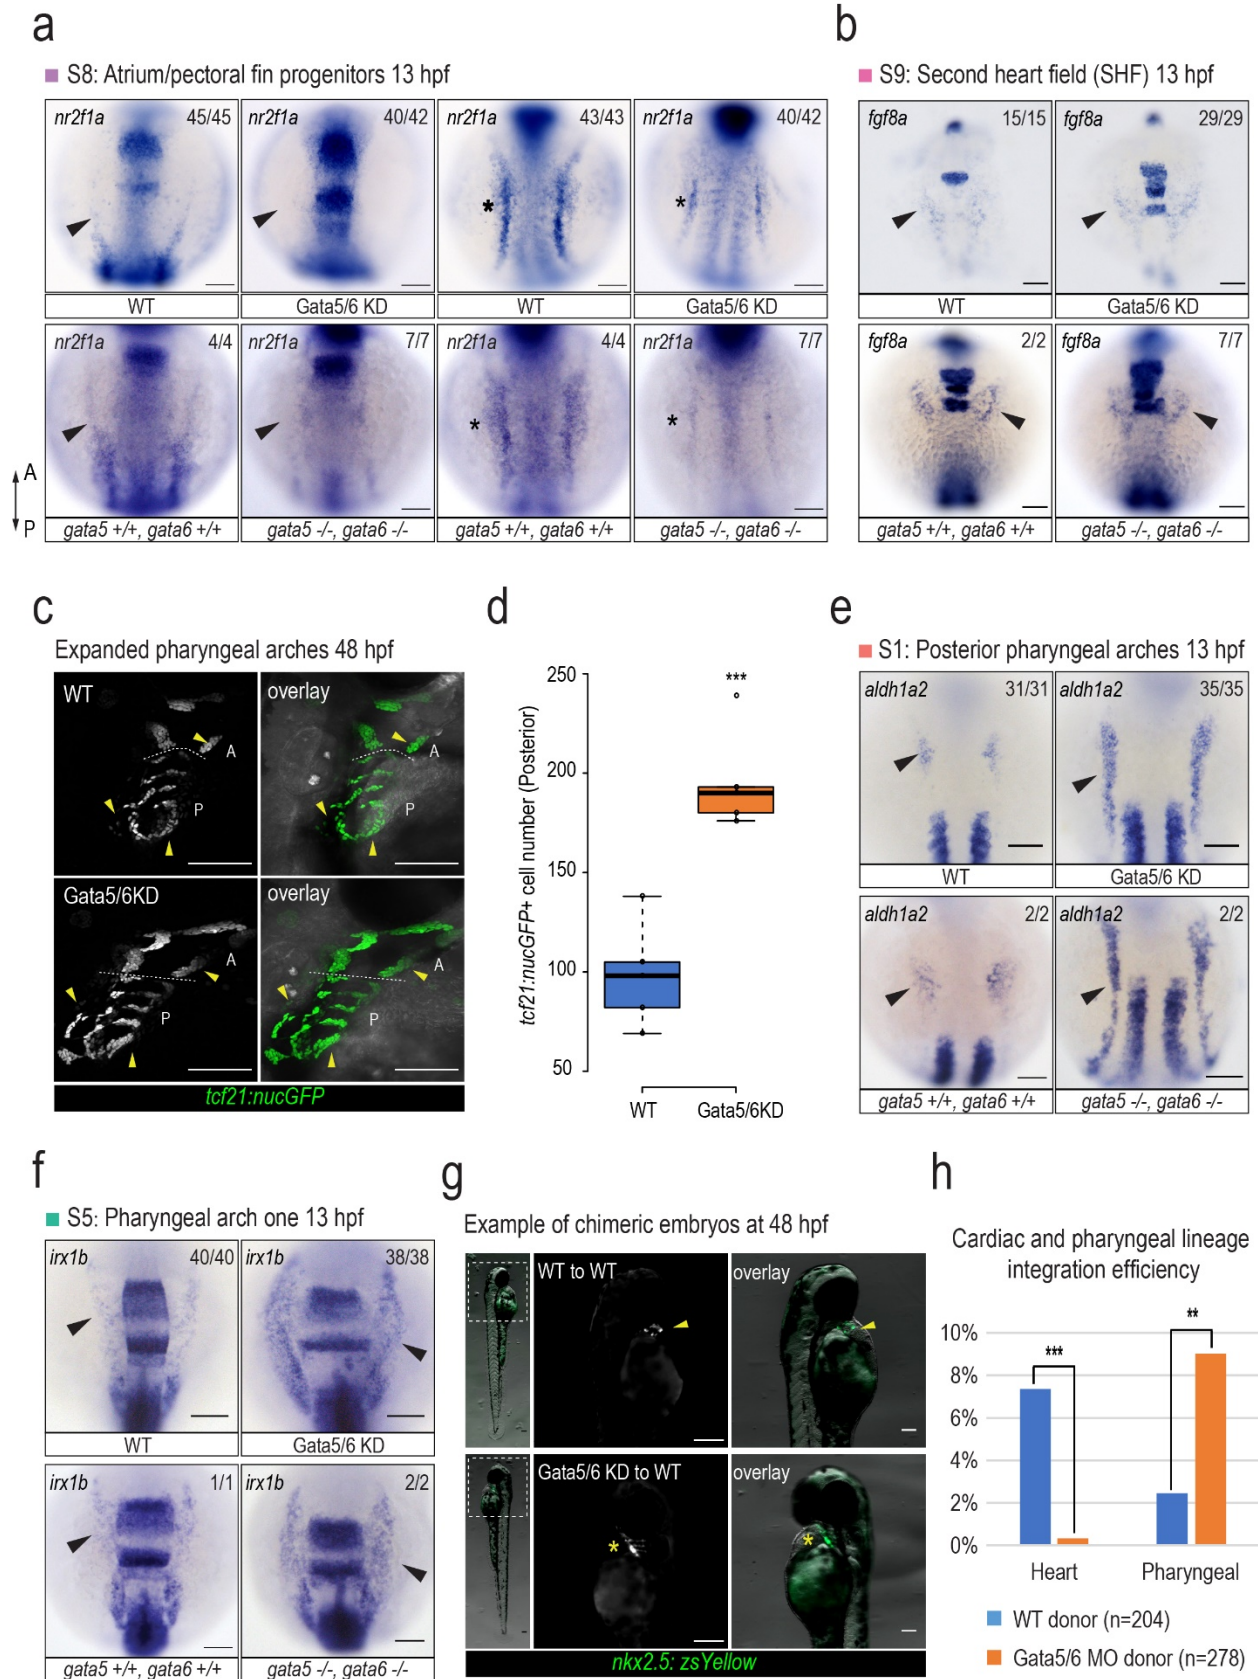 a
S8: Atrium/pectoral fin progenitors 13 hpf
nr2f1a 45/45
nr2f1a 40/42
nr2f1a 43/43
nr2f1a 40/42
*
*
WT
Gata5/6 KD
WT
Gata5/6 KD
nr2f1a 4/4
nr2f1a 7/7
nr2f1a 4/4
nr2f1a 7/7
*
*
A
P
gata5 +/+, gata6 +/+
gata5 -/-, gata6 -/-
gata5 +/+, gata6 +/+
gata5 -/-, gata6 -/-
b
S9: Second heart field (SHF) 13 hpf
fgf8a 15/15
fgf8a 29/29
WT
Gata5/6 KD
fgf8a 2/2
fgf8a 7/7
gata5 +/+, gata6 +/+
gata5 -/-, gata6 -/-
c
Expanded pharyngeal arches 48 hpf
WT
overlay
A
P
A
P
Gata5/6KD
overlay
A
P
A
P
tcf21:nucGFP
d
tcf21:nucGFP+ cell number (Posterior)
250
200
150
100
50
***
WT
Gata5/6KD
e
S1: Posterior pharyngeal arches 13 hpf
aldh1a2 31/31
aldh1a2 35/35
WT
Gata5/6 KD
aldh1a2 2/2
aldh1a2 2/2
gata5 +/+, gata6 +/+
gata5 -/-, gata6 -/-
f
S5: Pharyngeal arch one 13 hpf
irx1b 40/40
irx1b 38/38
WT
Gata5/6 KD
irx1b 1/1
irx1b 2/2
gata5 +/+, gata6 +/+
gata5 -/-, gata6 -/-
g
Example of chimeric embryos at 48 hpf
WT to WT
overlay
Gata5/6 KD to WT
overlay
*
*
nkx2.5: zsYellow
h
Cardiac and pharyngeal lineage
integration efficiency
10%
8%
6%
4%
2%
0%
***
**
Heart
Pharyngeal
WT donor (n=204)
Gata5/6 MO donor (n=278)